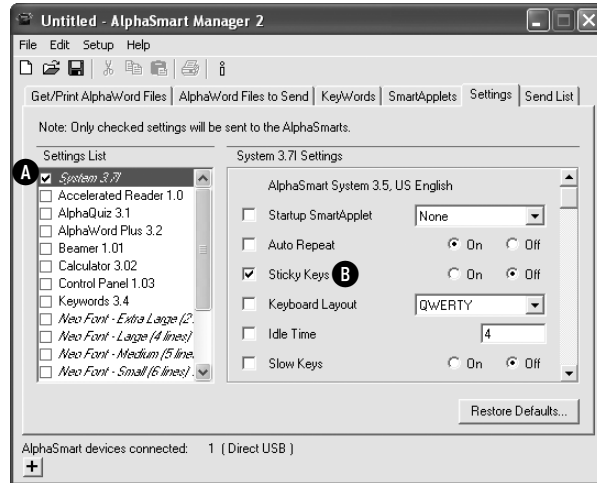 Untitled - AlphaSmart Manager 2
File Edit Setup Help
Get/Print AlphaWord Files AlphaWord Files to Send KeyWords SmartApplets Settings Send List
Note: Only checked settings will be sent to the AlphaSmarts.
Settings List System 3.7I Settings
A System 3.7I
AlphaSmart System 3.5, US English
Accelerated Reader 1.0
AlphaQuiz 3.1
Startup SmartApplet None
AlphaWord Plus 3.2
Beamer 1.01
Auto Repeat On Off
Calculator 3.02
Control Panel 1.03
Sticky Keys B On Off
Keywords 3.4
Keyboard Layout QWERTY
Neo Font - Extra Large (2
Neo Font - Large (4 lines)
Idle Time 4
Neo Font - Medium (5 line
Neo Font - Small (6 lines) .
Slow Keys On Off
Restore Defaults...
AlphaSmart devices connected: 1 ( Direct USB )
+